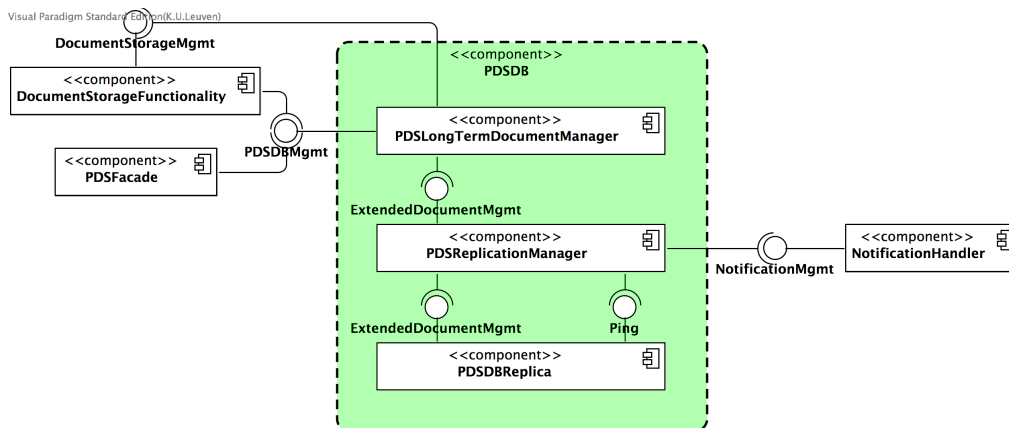 Visual Paradigm Standard Edition(K.U.Leuven)
DocumentStorageMgmt
<<component>>
PDSDB
<<component>>
DocumentStorageFunctionality
<<component>>
PDSLongTermDocumentManager
PDSDBMgmt
<<component>>
PDSFacade
ExtendedDocumentMgmt
<<component>>
PDSReplicationManager
NotificationMgmt
<<component>>
NotificationHandler
ExtendedDocumentMgmt
Ping
<<component>>
PDSDBReplica